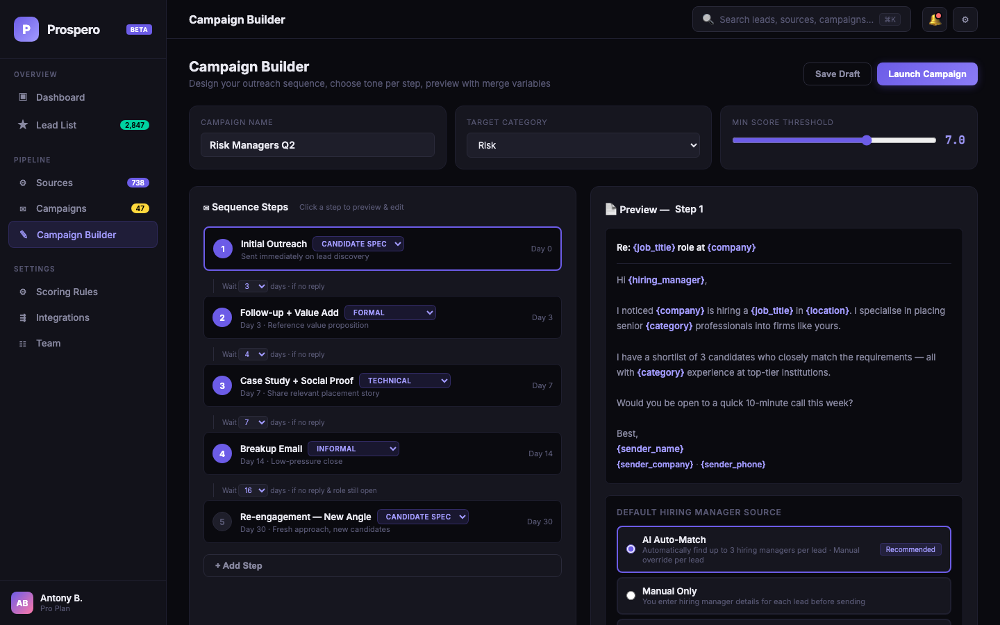 P Prospero BETA
OVERVIEW
Dashboard
Lead List 2,847
PIPELINE
Sources 738
Campaigns 47
Campaign Builder
SETTINGS
Scoring Rules
Integrations
Team
AB Antony B.
Pro Plan
Campaign Builder
Search leads, sources, campaigns... ⌘K
Campaign Builder
Design your outreach sequence, choose tone per step, preview with merge variables
Save Draft
Launch Campaign
CAMPAIGN NAME
Risk Managers Q2
TARGET CATEGORY
Risk
MIN SCORE THRESHOLD
7.0
Sequence Steps Click a step to preview & edit
1 Initial Outreach CANDIDATE SPEC Day 0
Sent immediately on lead discovery
Wait 3 days · if no reply
2 Follow-up + Value Add FORMAL Day 3
Day 3 · Reference value proposition
Wait 4 days · if no reply
3 Case Study + Social Proof TECHNICAL Day 7
Day 7 · Share relevant placement story
Wait 7 days · if no reply
4 Breakup Email INFORMAL Day 14
Day 14 · Low-pressure close
Wait 16 days · if no reply & role still open
5 Re-engagement — New Angle CANDIDATE SPEC Day 30
Day 30 · Fresh approach, new candidates
+ Add Step
Preview — Step 1
Re: {job_title} role at {company}
Hi {hiring_manager},
I noticed {company} is hiring a {job_title} in {location}. I specialise in placing
senior {category} professionals into firms like yours.
I have a shortlist of 3 candidates who closely match the requirements — all
with {category} experience at top-tier institutions.
Would you be open to a quick 10-minute call this week?
Best,
{sender_name}
{sender_company} · {sender_phone}
DEFAULT HIRING MANAGER SOURCE
AI Auto-Match
Automatically find up to 3 hiring managers per lead · Manual
override per lead
Recommended
Manual Only
You enter hiring manager details for each lead before sending